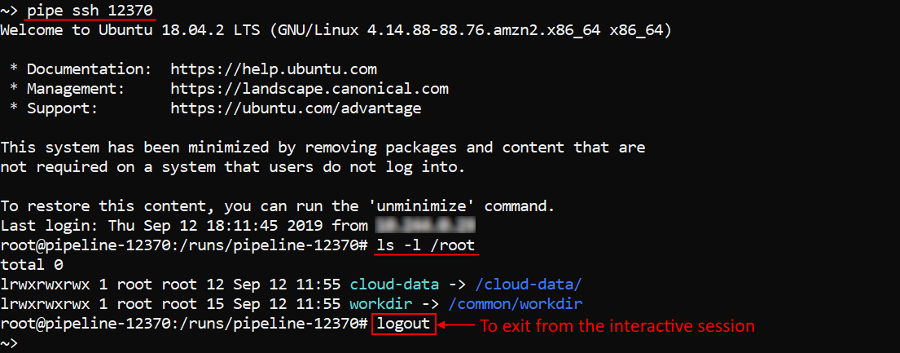 ~> pipe ssh 12370
Welcome to Ubuntu 18.04.2 LTS (GNU/Linux 4.14.88-88.76.amzn2.x86_64 x86_64)
* Documentation: https://help.ubuntu.com
* Management: https://landscape.canonical.com
* Support: https://ubuntu.com/advantage
This system has been minimized by removing packages and content that are
not required on a system that users do not log into.
To restore this content, you can run the 'unminimize' command.
Last login: Thu Sep 12 18:11:45 2019 from
root@pipeline-12370:/runs/pipeline-12370# ls -l /root
total 0
lrwxrwxrwx 1 root root 12 Sep 12 11:55 cloud-data -> /cloud-data/
lrwxrwxrwx 1 root root 15 Sep 12 11:55 workdir -> /common/workdir
root@pipeline-12370:/runs/pipeline-12370# logout To exit from the interactive session
~>